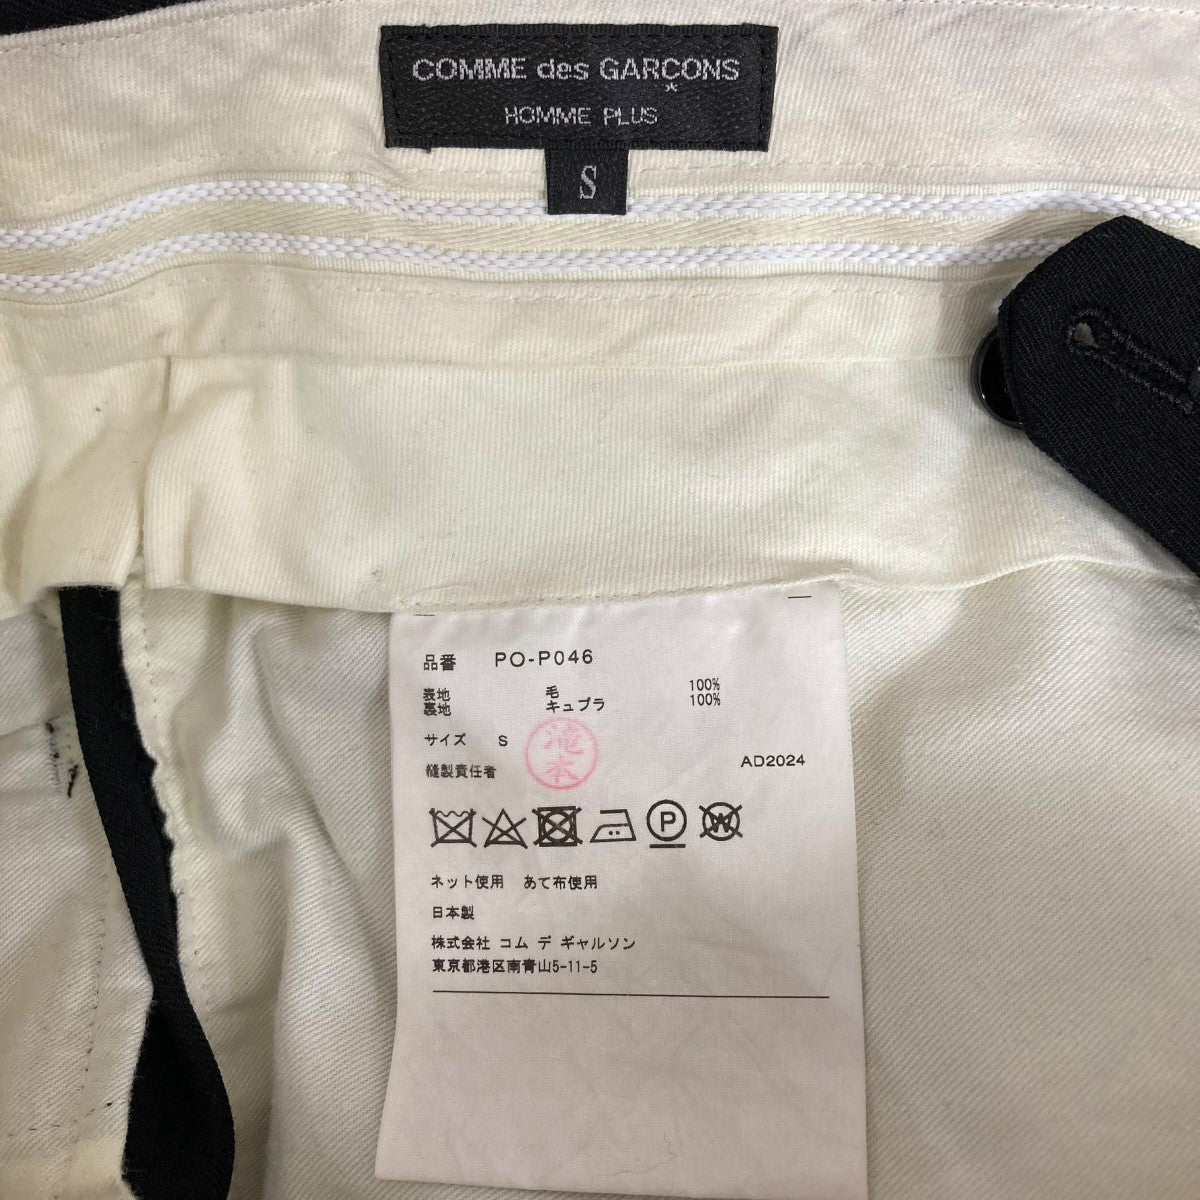 COMME des GARÇONS
HOMME PLUS
S
品番 PO-P046
表地 毛 100%
裏地 キュプラ 100%
サイズ S
滝本
縫製責任者
AD2024
P
W
ネット使用 あて布使用
日本製
株式会社 コム デ ギャルソン
東京都港区南青山5-11-5